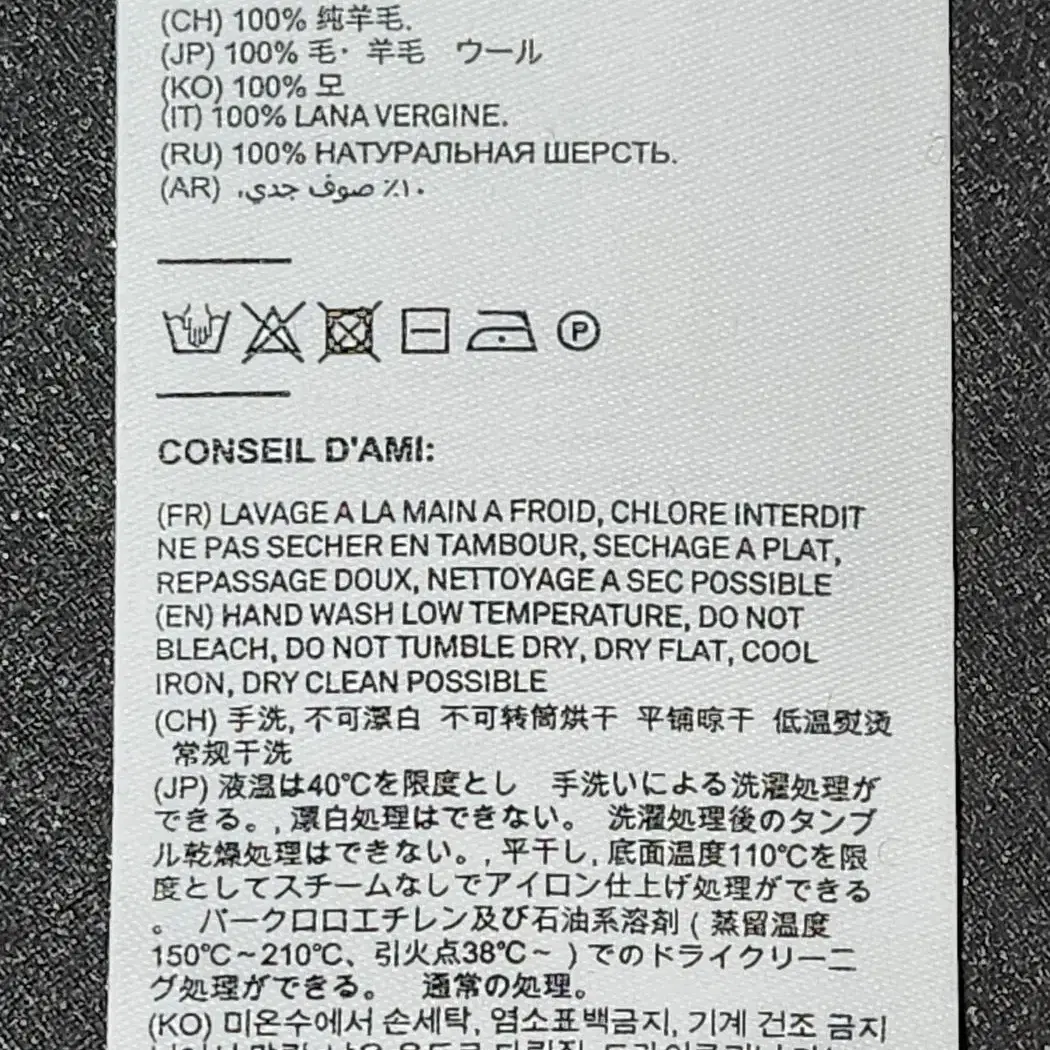 (CH) 100% 纯羊毛.
(JP) 100% 毛· 羊毛 ウール
(KO) 100% 모
(IT) 100% LANA VERGINE.
(RU) 100% НАТУРАЛЬНАЯ ШЕРСТЬ.
(AR) ١٠٪ صوف جدي،
CONSEIL D'AMI:
(FR) LAVAGE A LA MAIN A FROID, CHLORE INTERDIT
NE PAS SECHER EN TAMBOUR, SECHAGE A PLAT,
REPASSAGE DOUX, NETTOYAGE A SEC POSSIBLE
(EN) HAND WASH LOW TEMPERATURE, DO NOT
BLEACH, DO NOT TUMBLE DRY, DRY FLAT, COOL
IRON, DRY CLEAN POSSIBLE
(CH) 手洗, 不可漂白 不可转筒烘干 平铺晾干 低温熨烫
常规干洗
(JP) 液温は40℃を限度とし 手洗いによる洗濯処理が
できる。, 漂白処理はできない。 洗濯処理後のタンブ
ル乾燥処理はできない。, 平干し, 底面温度110℃を限
度としてスチームなしでアイロン仕上げ処理ができる
。 パークロロエチレン及び石油系溶剤 ( 蒸留温度
150℃~210℃、引火点38℃~ ) でのドライクリーニ
グ処理ができる。 通常の処理。
(KO) 미온수에서 손세탁, 염소표백금지, 기계 건조 금지